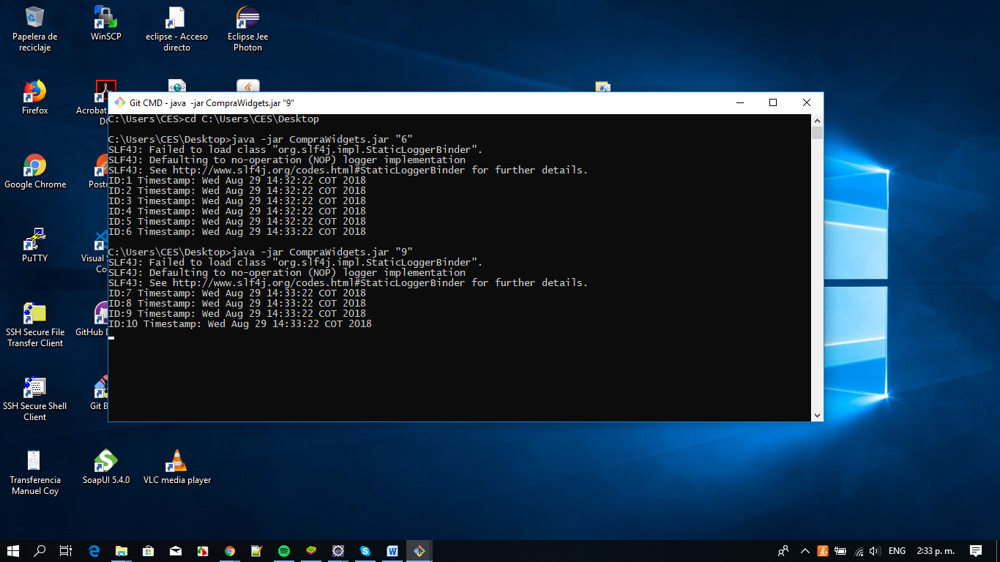 Papelera de
reciclaje
WinSCP
eclipse - Acceso
directo
Eclipse Jee
Photon
Firefox
Acrobat
Google Chrome
PuTTY
Visual
SSH Secure File
Transfer Client
GitHub
SSH Secure Shell
Client
Git
Transferencia
Manuel Coy
SoapUI 5.4.0
VLC media player
Git CMD - java  -jar CompraWidgets.jar "9"
C:\Users\CES>cd C:\Users\CES\Desktop
C:\Users\CES\Desktop>java -jar CompraWidgets.jar "6"
SLF4J: Failed to load class "org.slf4j.impl.StaticLoggerBinder".
SLF4J: Defaulting to no-operation (NOP) logger implementation
SLF4J: See http://www.slf4j.org/codes.html#StaticLoggerBinder for further details.
ID:1 Timestamp: Wed Aug 29 14:32:22 COT 2018
ID:2 Timestamp: Wed Aug 29 14:32:22 COT 2018
ID:3 Timestamp: Wed Aug 29 14:32:22 COT 2018
ID:4 Timestamp: Wed Aug 29 14:32:22 COT 2018
ID:5 Timestamp: Wed Aug 29 14:32:22 COT 2018
ID:6 Timestamp: Wed Aug 29 14:33:22 COT 2018
C:\Users\CES\Desktop>java -jar CompraWidgets.jar "9"
SLF4J: Failed to load class "org.slf4j.impl.StaticLoggerBinder".
SLF4J: Defaulting to no-operation (NOP) logger implementation
SLF4J: See http://www.slf4j.org/codes.html#StaticLoggerBinder for further details.
ID:7 Timestamp: Wed Aug 29 14:33:22 COT 2018
ID:8 Timestamp: Wed Aug 29 14:33:22 COT 2018
ID:9 Timestamp: Wed Aug 29 14:33:22 COT 2018
ID:10 Timestamp: Wed Aug 29 14:33:22 COT 2018
ENG
2:33 p. m.